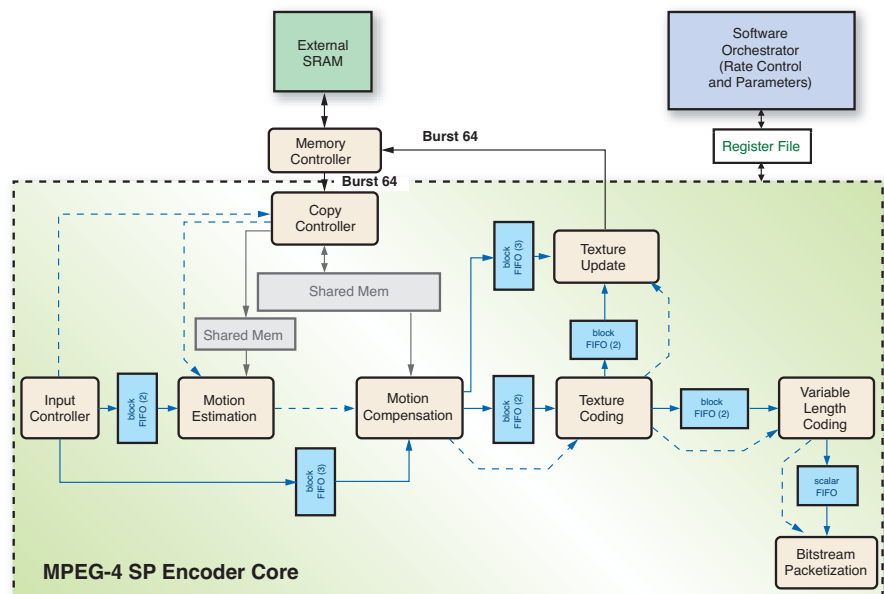 External
SRAM
Software
Orchestrator
(Rate Control
and Parameters)
Burst 64
Memory
Controller
Register File
Burst 64
Copy
Controller
block
FIFO (3)
Texture
Update
Shared Mem
Shared Mem
block
FIFO (2)
Input
Controller
block
FIFO (2)
Motion
Estimation
Motion
Compensation
block
FIFO (2)
Texture
Coding
block
FIFO (2)
Variable
Length
Coding
block
FIFO (3)
scalar
FIFO
Bitstream
Packetization
MPEG-4 SP Encoder Core